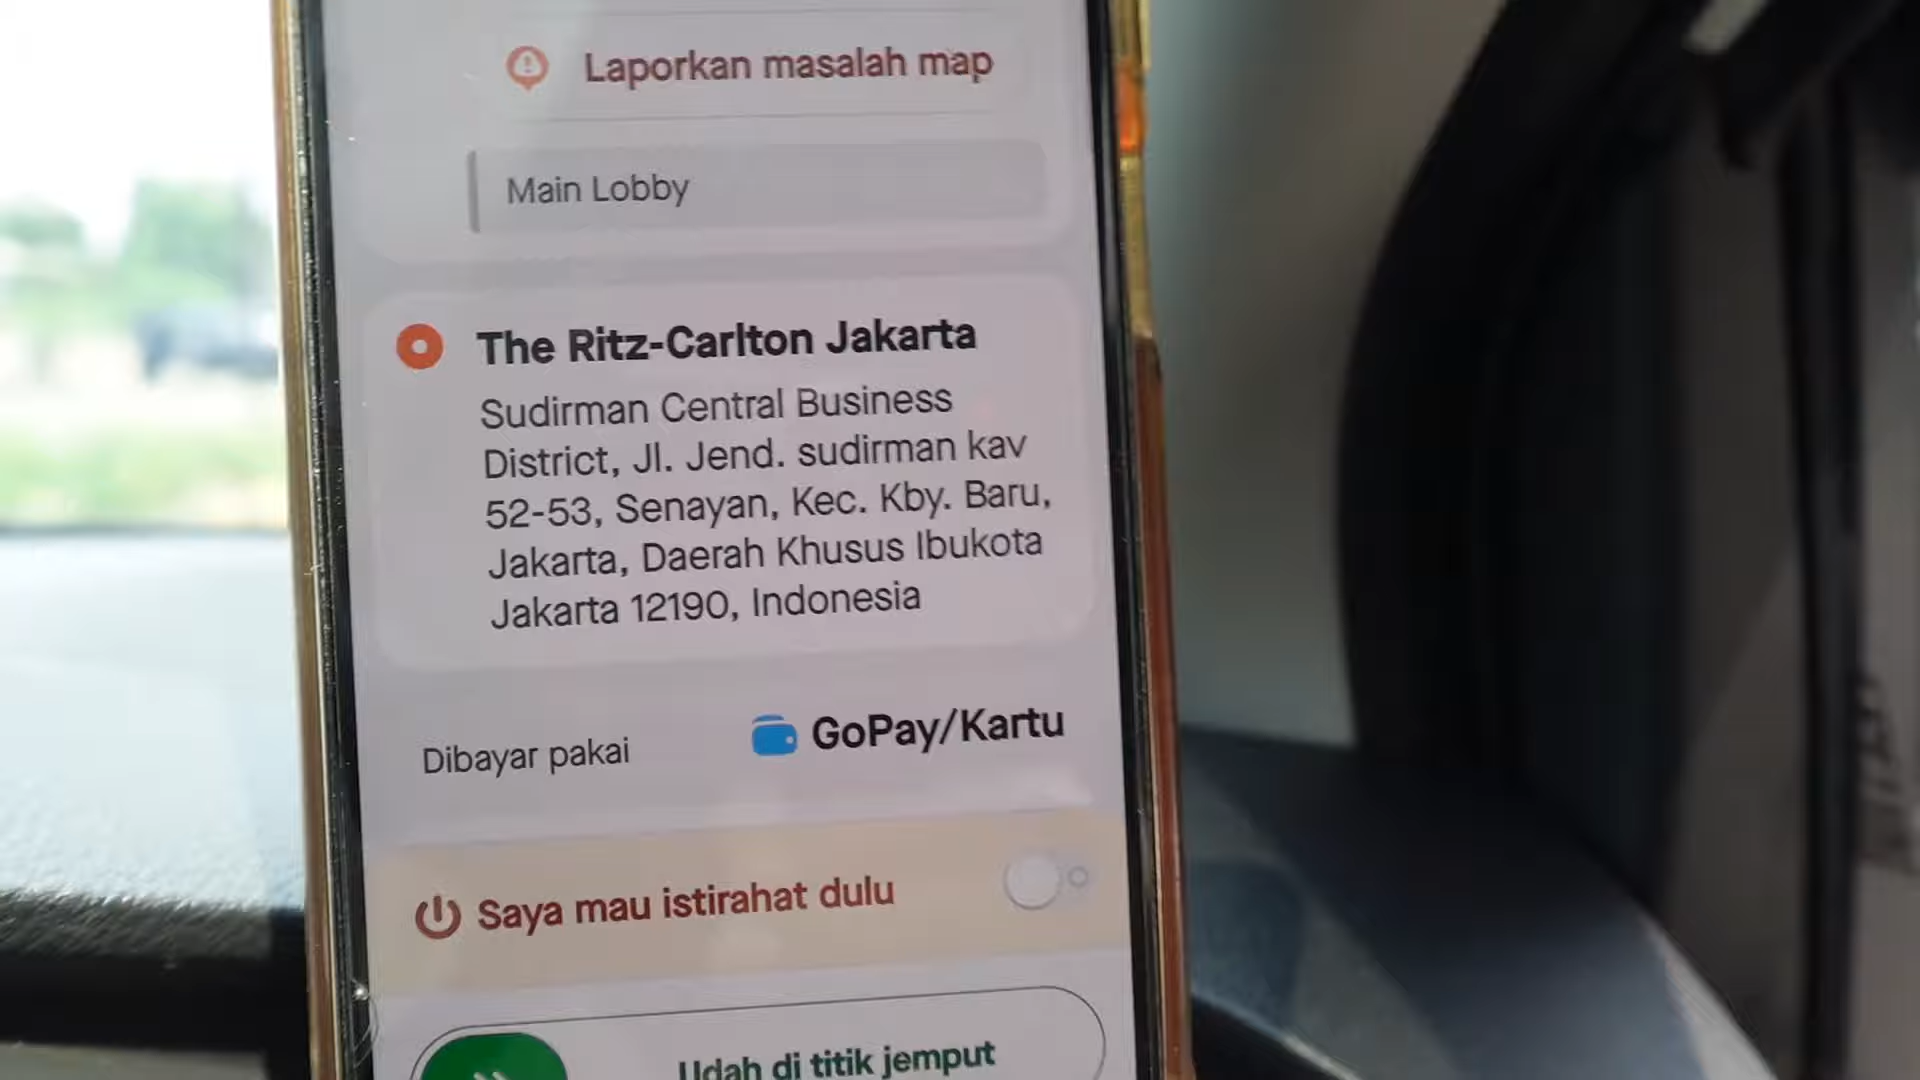 Laporkan masalah map
Main Lobby
The Ritz-Carlton Jakarta
Sudirman Central Business
District, Jl. Jend. sudirman kav
52-53, Senayan, Kec. Kby. Baru,
Jakarta, Daerah Khusus Ibukota
Jakarta 12190, Indonesia
Dibayar pakai GoPay/Kartu
Saya mau istirahat dulu
Udah di titik jemput